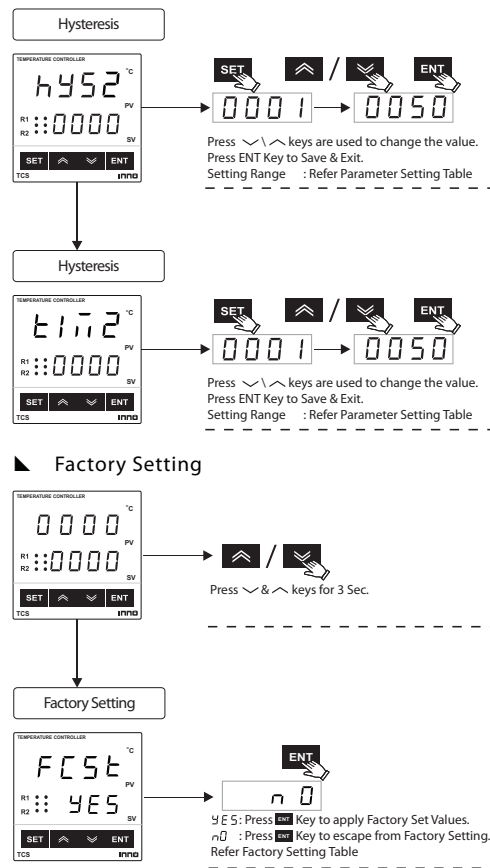 Hysteresis
TEMPERATURE CONTROLLER
°C
hYS2
PV
R1
R2
0000
SV
SET ENT
TCS INNO
SET / ENT
0001 0050
Press \ keys are used to change the value.
Press ENT Key to Save & Exit.
Setting Range : Refer Parameter Setting Table
Hysteresis
TEMPERATURE CONTROLLER
°C
tIM2
PV
R1
R2
0000
SV
SET ENT
TCS INNO
SET / ENT
0001 0050
Press \ keys are used to change the value.
Press ENT Key to Save & Exit.
Setting Range : Refer Parameter Setting Table
Factory Setting
TEMPERATURE CONTROLLER
°C
0000
PV
R1
R2
0000
SV
SET ENT
TCS INNO
/
Press & keys for 3 Sec.
Factory Setting
TEMPERATURE CONTROLLER
°C
FCSt
PV
R1
R2
YES
SV
SET ENT
TCS INNO
ENT
n0
YES : Press ENT Key to apply Factory Set Values.
n0 : Press ENT Key to escape from Factory Setting.
Refer Factory Setting Table